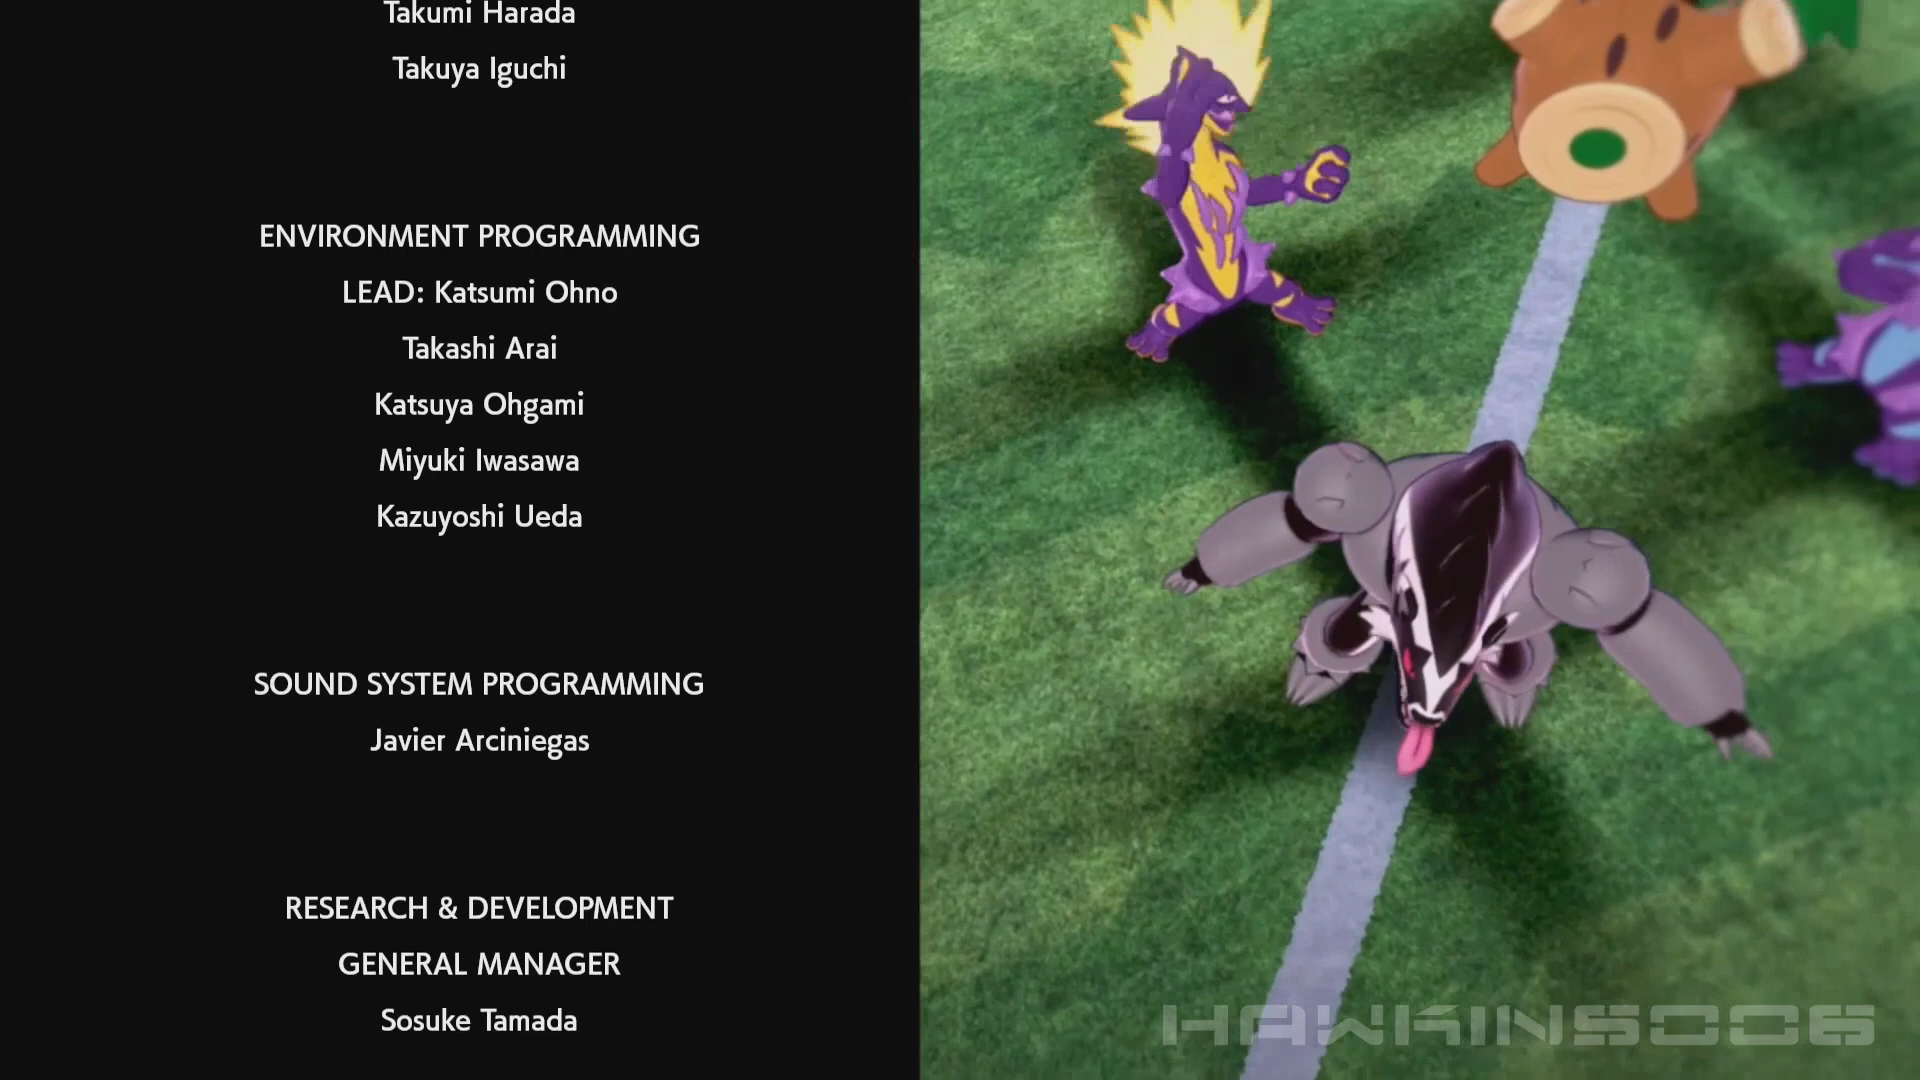 Takumi Harada
Takuya Iguchi
ENVIRONMENT PROGRAMMING
LEAD: Katsumi Ohno
Takashi Arai
Katsuya Ohgami
Miyuki Iwasawa
Kazuyoshi Ueda
SOUND SYSTEM PROGRAMMING
Javier Arciniegas
RESEARCH & DEVELOPMENT
GENERAL MANAGER
Sosuke Tamada
HAWKINS006